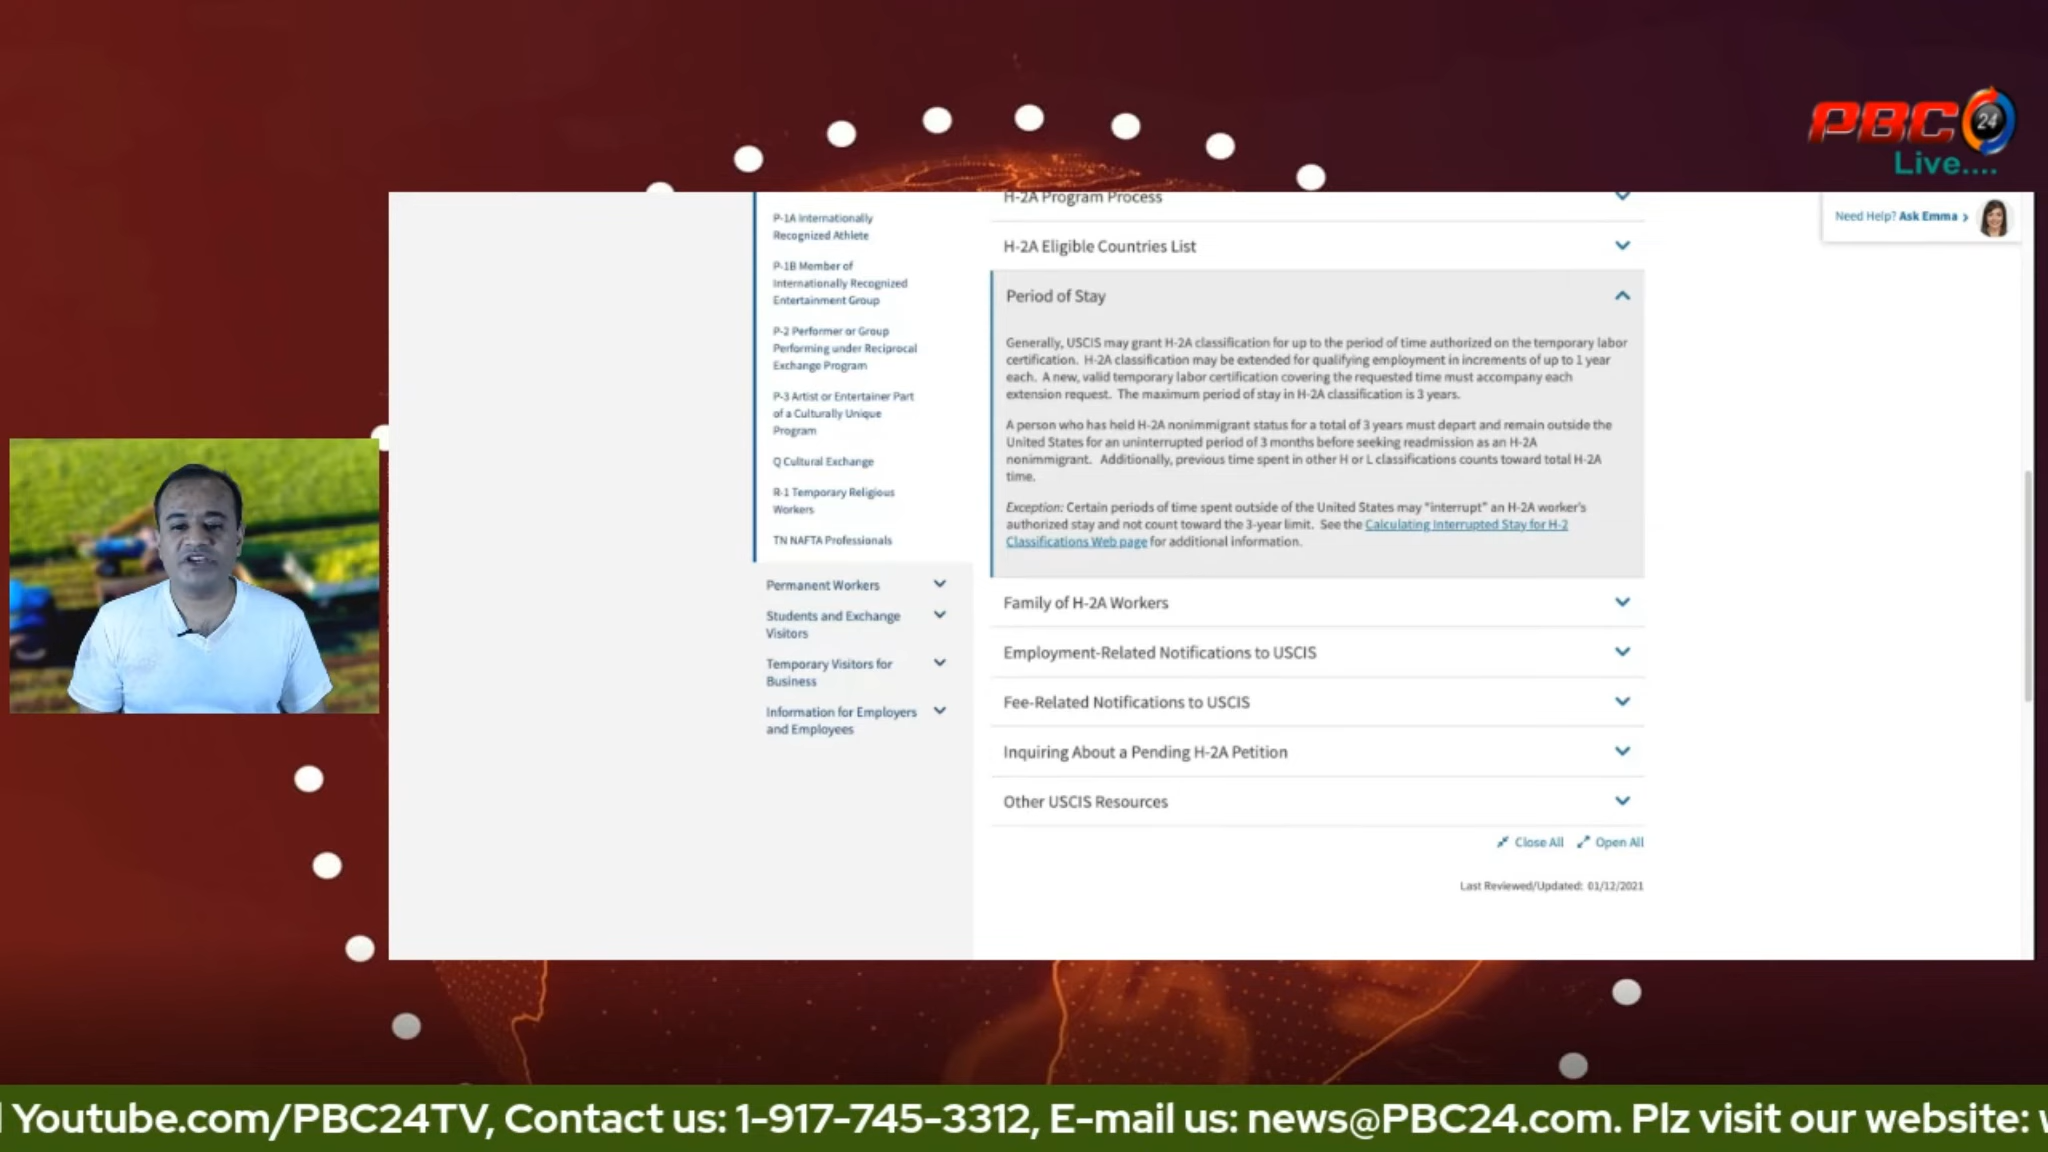 PBC 24
Live....
Need Help? Ask Emma
P-1A Internationally
Recognized Athlete
P-1B Member of
Internationally Recognized
Entertainment Group
P-2 Performer or Group
Performing under Reciprocal
Exchange Program
P-3 Artist or Entertainer Part
of a Culturally Unique
Program
Q Cultural Exchange
R-1 Temporary Religious
Workers
TN NAFTA Professionals
Permanent Workers
Students and Exchange
Visitors
Temporary Visitors for
Business
Information for Employers
and Employees
H-2A Program Process
H-2A Eligible Countries List
Period of Stay
Generally, USCIS may grant H-2A classification for up to the period of time authorized on the temporary labor
certification. H-2A classification may be extended for qualifying employment in increments of up to 1 year
each. A new, valid temporary labor certification covering the requested time must accompany each
extension request. The maximum period of stay in H-2A classification is 3 years.
A person who has held H-2A nonimmigrant status for a total of 3 years must depart and remain outside the
United States for an uninterrupted period of 3 months before seeking readmission as an H-2A
nonimmigrant. Additionally, previous time spent in other H or L classifications counts toward total H-2A
time.
Exception: Certain periods of time spent outside of the United States may "interrupt" an H-2A worker's
authorized stay and not count toward the 3-year limit. See the Calculating Interrupted Stay for H-2
Classifications Web page for additional information.
Family of H-2A Workers
Employment-Related Notifications to USCIS
Fee-Related Notifications to USCIS
Inquiring About a Pending H-2A Petition
Other USCIS Resources
Close All Open All
Last Reviewed/Updated: 01/12/2021
Youtube.com/PBC24TV, Contact us: 1-917-745-3312, E-mail us: news@PBC24.com. Plz visit our website: